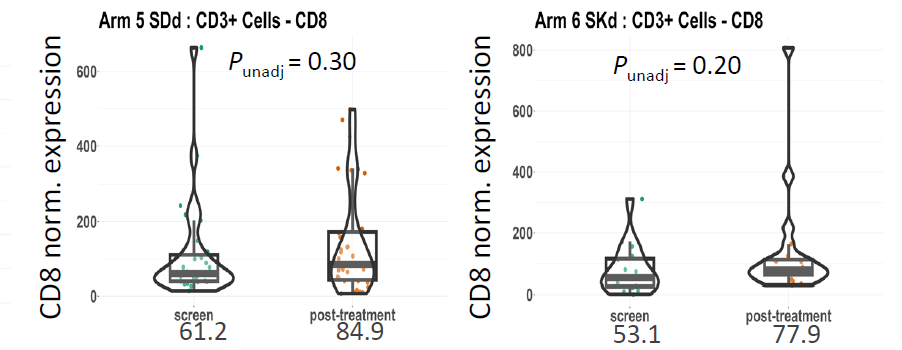 Arm 5 SDd : CD3+ Cells - CD8
CD8 norm. expression
Punadj = 0.30
600
400
200
0
screen
post-treatment
61.2
84.9
Arm 6 SKd : CD3+ Cells - CD8
CD8 norm. expression
Punadj = 0.20
800
600
400
200
0
screen
post-treatment
53.1
77.9